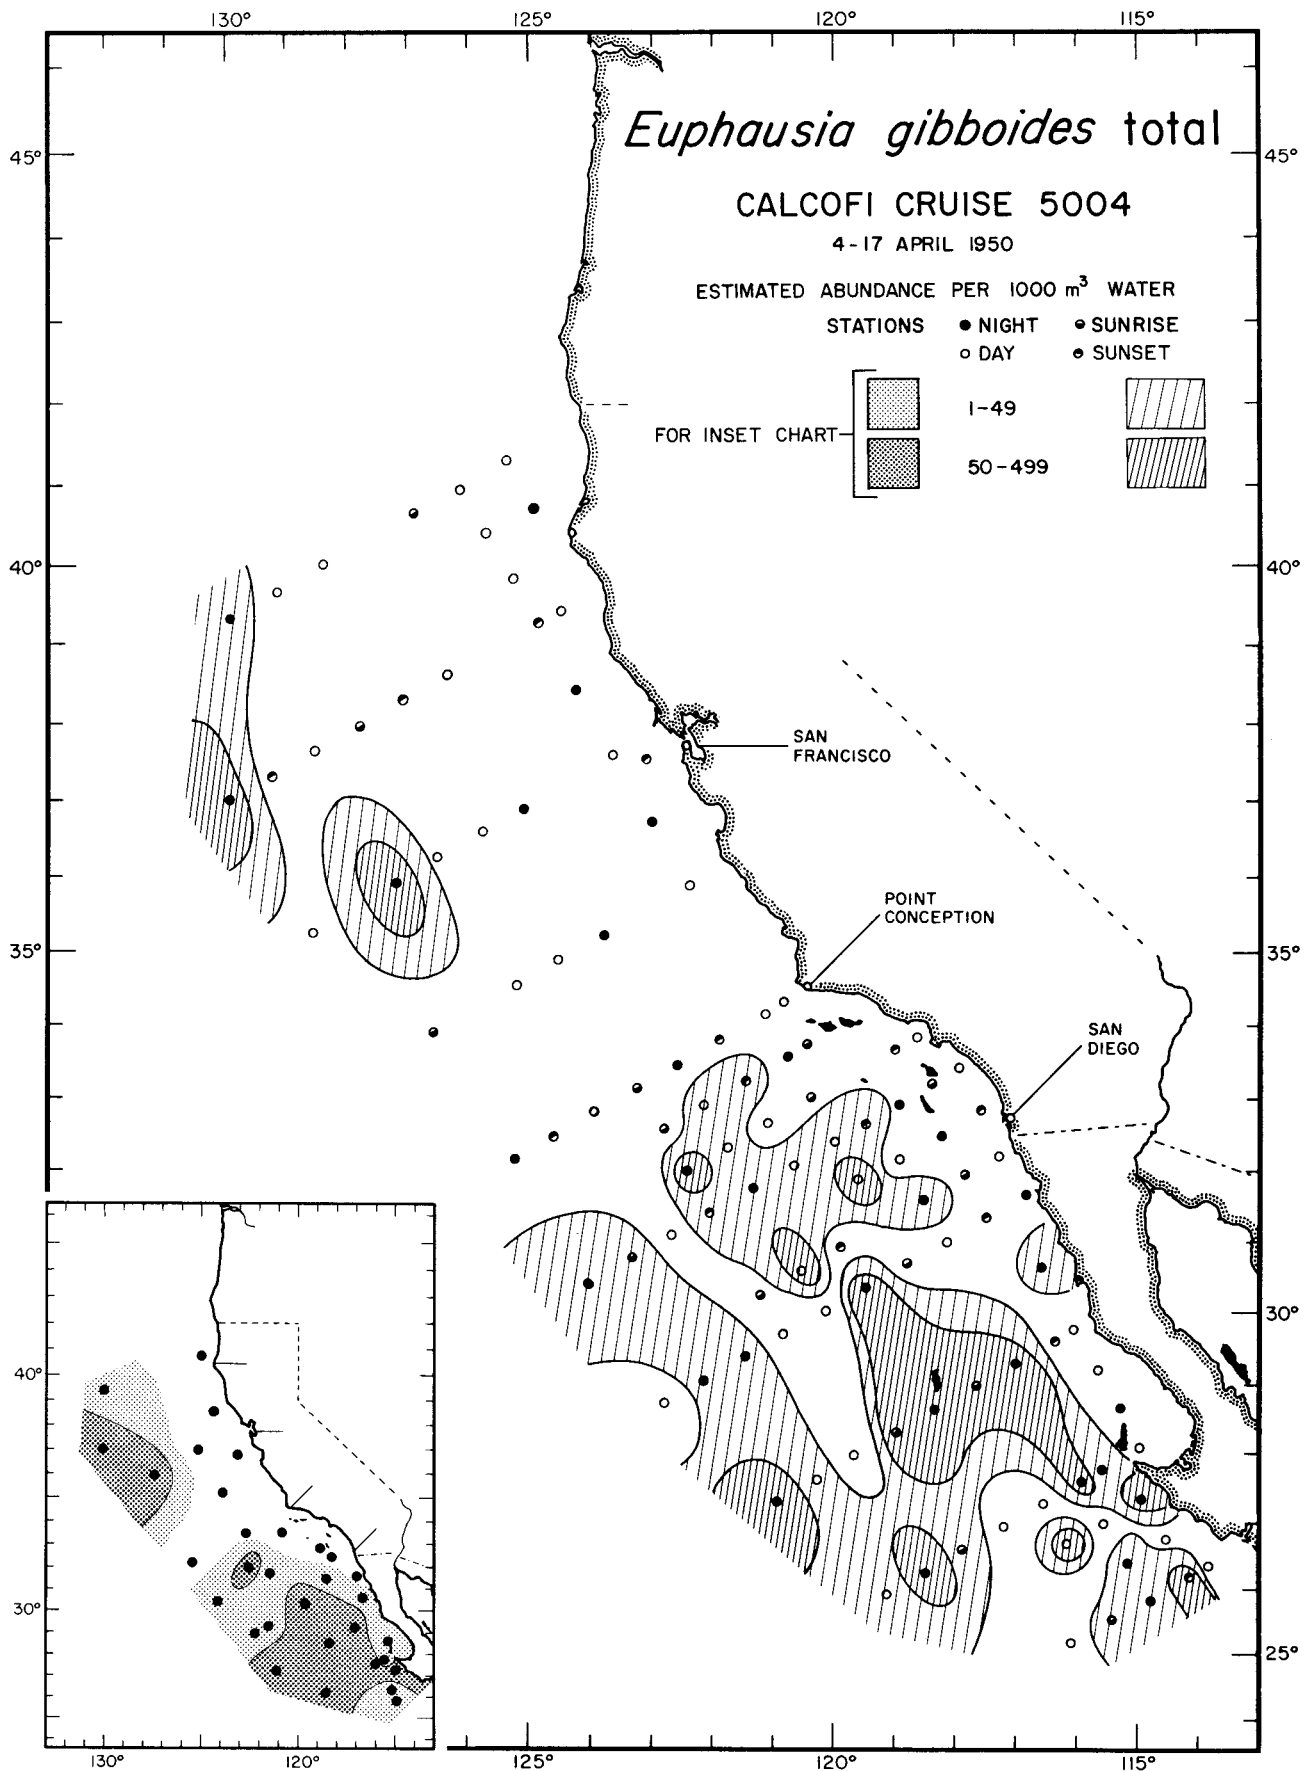 130° 125° 120° 115°
Euphausia gibboides total
45° 45°
CALCOFI CRUISE 5004
4-17 APRIL 1950
ESTIMATED ABUNDANCE PER 1000 m³ WATER
STATIONS NIGHT SUNRISE
DAY SUNSET
1-49
FOR INSET CHART
50-499
40° 40°
SAN
FRANCISCO
POINT
CONCEPTION
35° 35°
SAN
DIEGO
30°
40°
30°
25°
130° 120° 125° 120° 115°